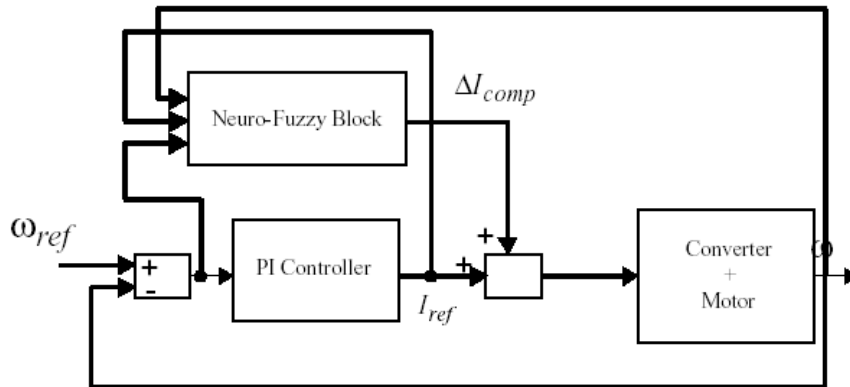 Neuro-Fuzzy Block
ΔI_comp
ω_ref
+
-
PI Controller
I_ref
+
+
Converter
+
Motor
ω